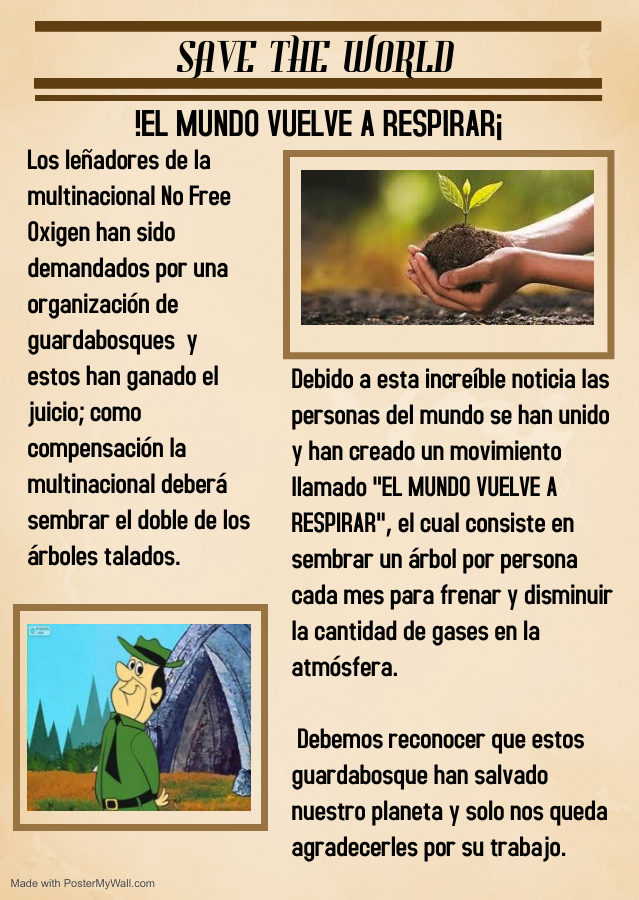 SAVE THE WORLD
!EL MUNDO VUELVE A RESPIRAR¡
Los leñadores de la
multinacional No Free
Oxigen han sido
demandados por una
organización de
guardabosques y
estos han ganado el
juicio; como
compensación la
multinacional deberá
sembrar el doble de los
árboles talados.
Debido a esta increíble noticia las
personas del mundo se han unido
y han creado un movimiento
llamado "EL MUNDO VUELVE A
RESPIRAR", el cual consiste en
sembrar un árbol por persona
cada mes para frenar y disminuir
la cantidad de gases en la
atmósfera.
Debemos reconocer que estos
guardabosque han salvado
nuestro planeta y solo nos queda
agradecerles por su trabajo.
Made with PosterMyWall.com